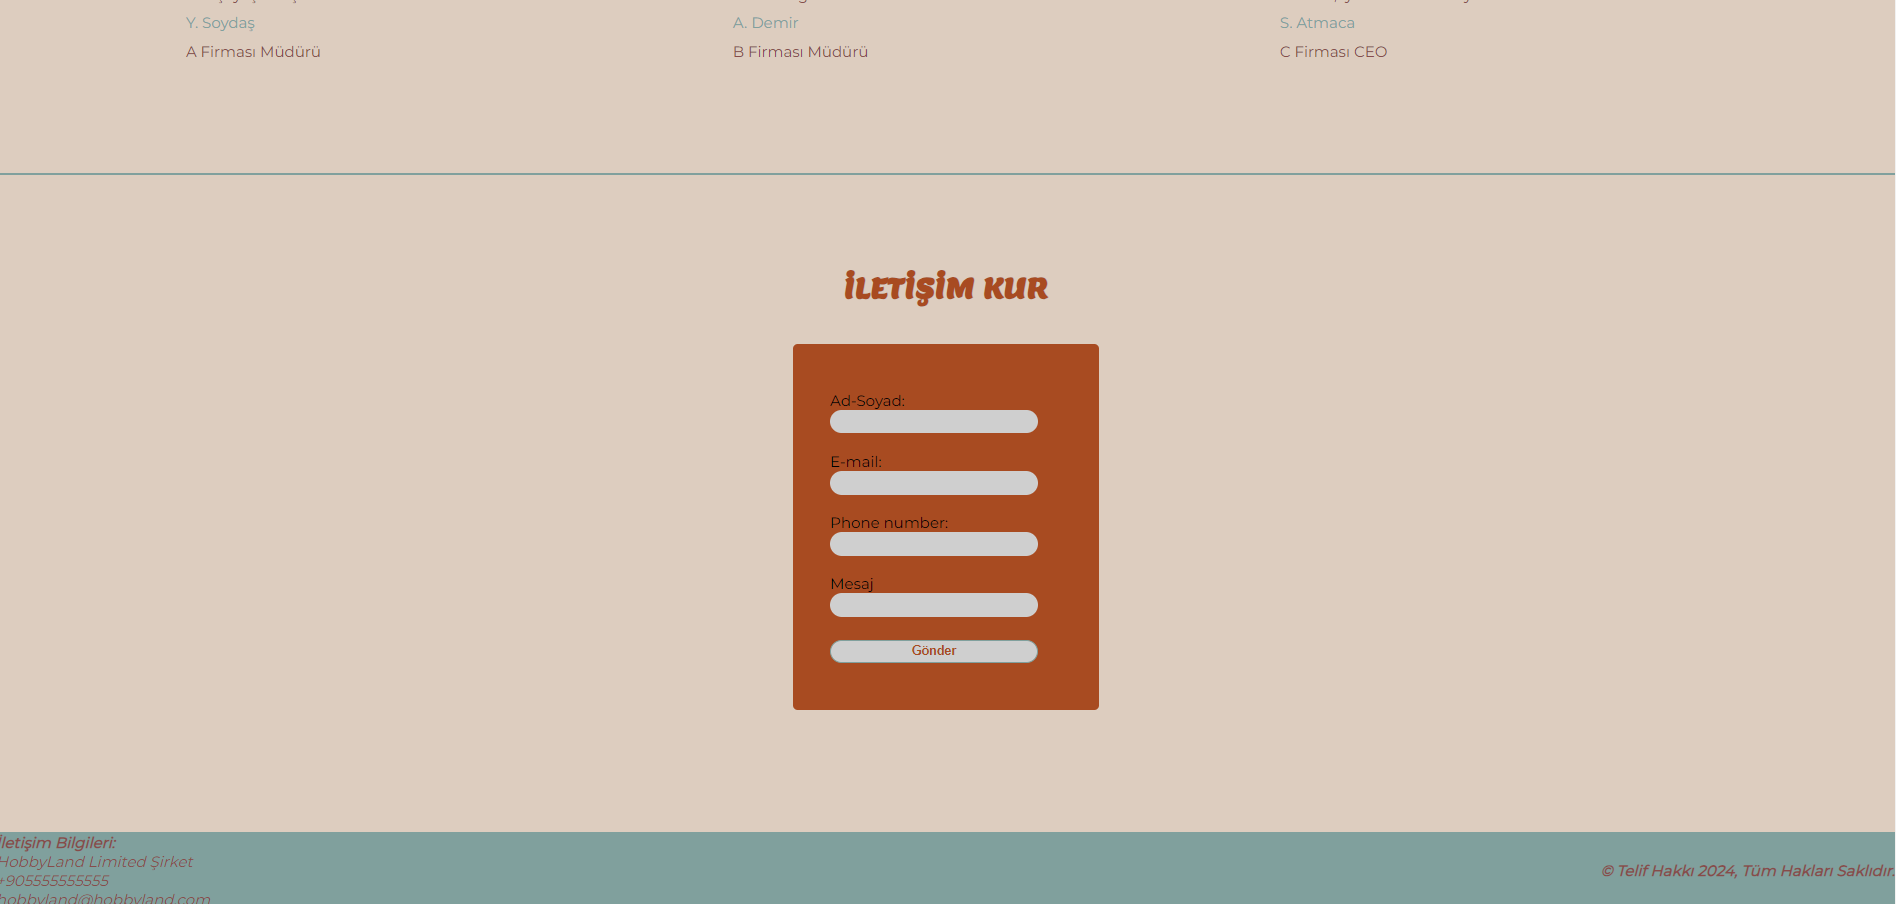 Y. Soydaş
A. Demir
S. Atmaca
A Firması Müdürü
B Firması Müdürü
C Firması CEO
İLETİŞİM KUR
Ad-Soyad:
E-mail:
Phone number:
Mesaj
Gönder
İletişim Bilgileri:
HobbyLand Limited Şirket
+905555555555
hobbyland@hobbyland.com
© Telif Hakkı 2024, Tüm Hakları Saklıdır.